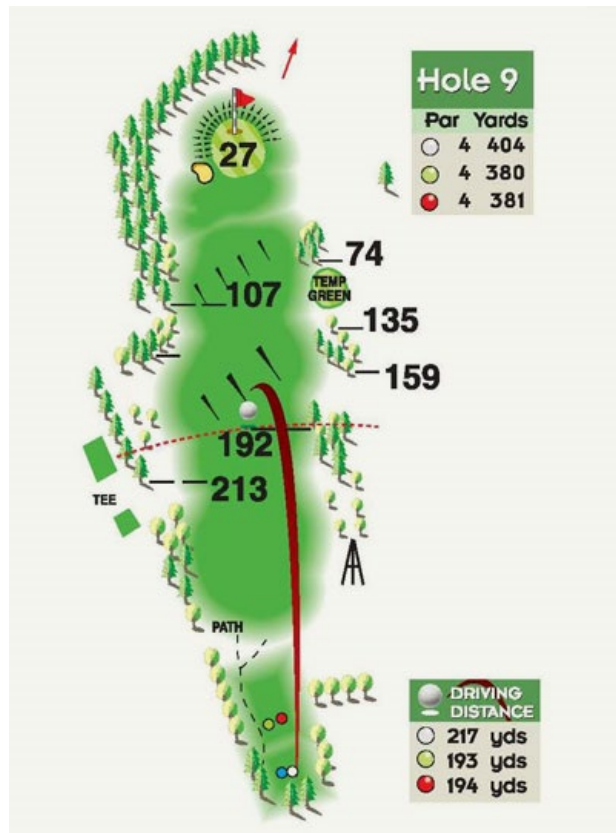 Hole 9
Par Yards
4 404
4 380
4 381
27
74
TEMP
GREEN
107
135
159
192
213
TEE
PATH
DRIVING
DISTANCE
217 yds
193 yds
194 yds